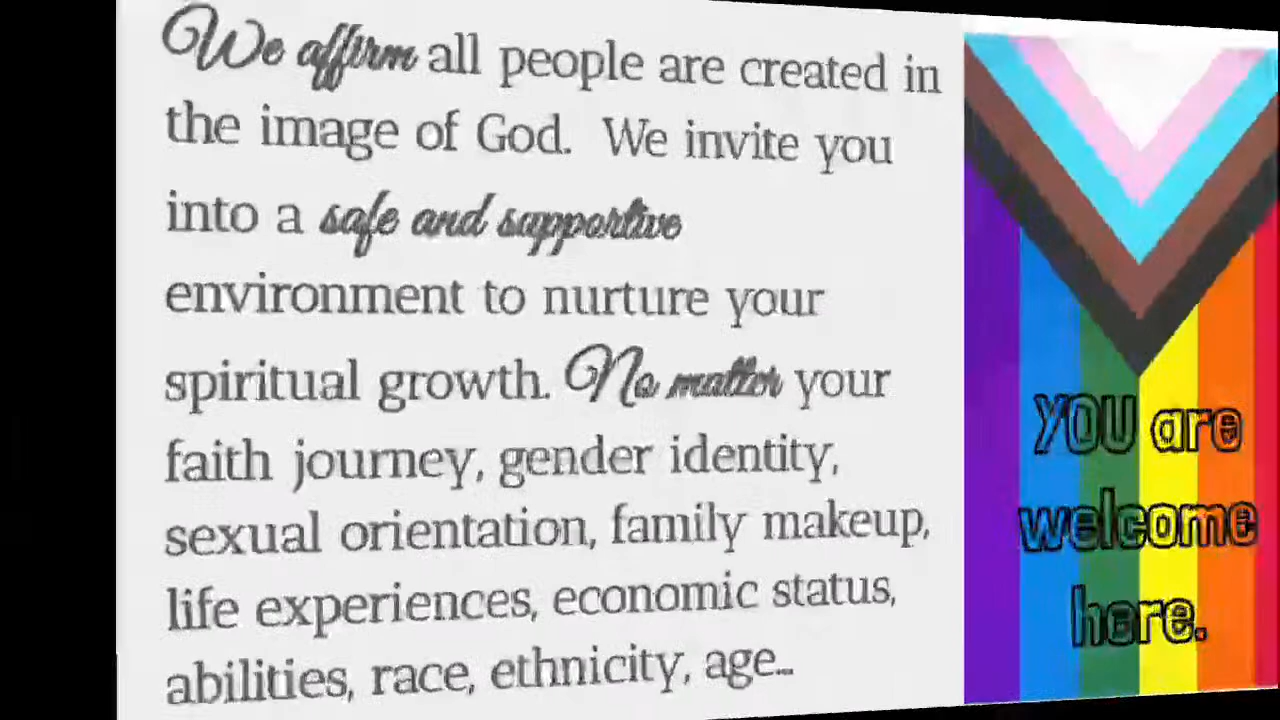 We affirm all people are created in
the image of God. We invite you
into a safe and supportive
environment to nurture your
spiritual growth. No matter your
faith journey, gender identity,
sexual orientation, family makeup,
life experiences, economic status,
abilities, race, ethnicity, age...
YOU are
welcome
here.